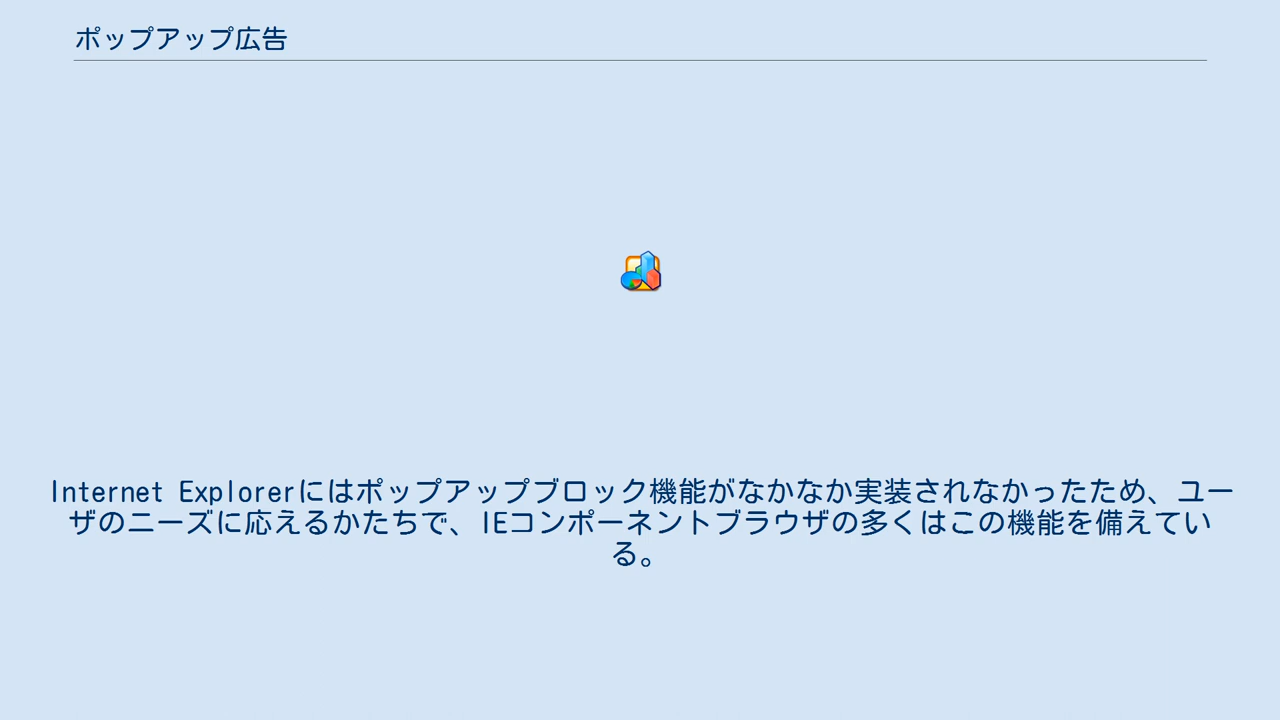 ポップアップ広告
Internet Explorerにはポップアップブロック機能がなかなか実装されなかったため、ユー
ザのニーズに応えるかたちで、IEコンポーネントブラウザの多くはこの機能を備えてい
る。